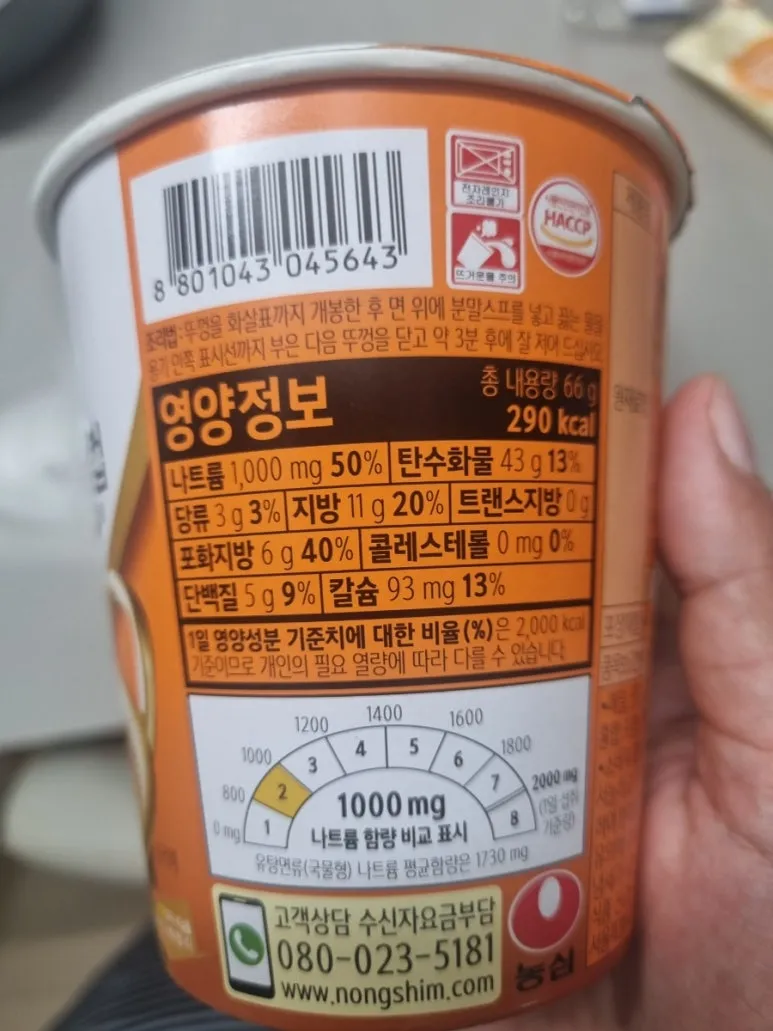 8 801043 045643
전자레인지
조리불가
뜨거운물 주의
HACCP
조리법 : 뚜껑을 화살표까지 개봉한 후 면 위에 분말스프를 넣고 끓는 물을
용기 안쪽 표시선까지 부은 다음 뚜껑을 닫고 약 3분 후에 잘 저어 드십시오
영양정보
총 내용량 66 g
290 kcal
나트륨 1,000 mg 50% 탄수화물 43 g 13%
당류 3 g 3% 지방 11 g 20% 트랜스지방 0 g
포화지방 6 g 40% 콜레스테롤 0 mg 0%
단백질 5 g 9% 칼슘 93 mg 13%
1일 영양성분 기준치에 대한 비율(%)은 2,000 kcal
기준이므로 개인의 필요 열량에 따라 다를 수 있습니다
0 mg 800 1000 1200 1400 1600 1800 2000 mg
(1일 섭취
기준량)
1 2 3 4 5 6 7 8
1000 mg
나트륨 함량 비교 표시
유탕면류(국물형) 나트륨 평균함량은 1730 mg
고객상담 수신자요금부담
080-023-5181
www.nongshim.com
농심